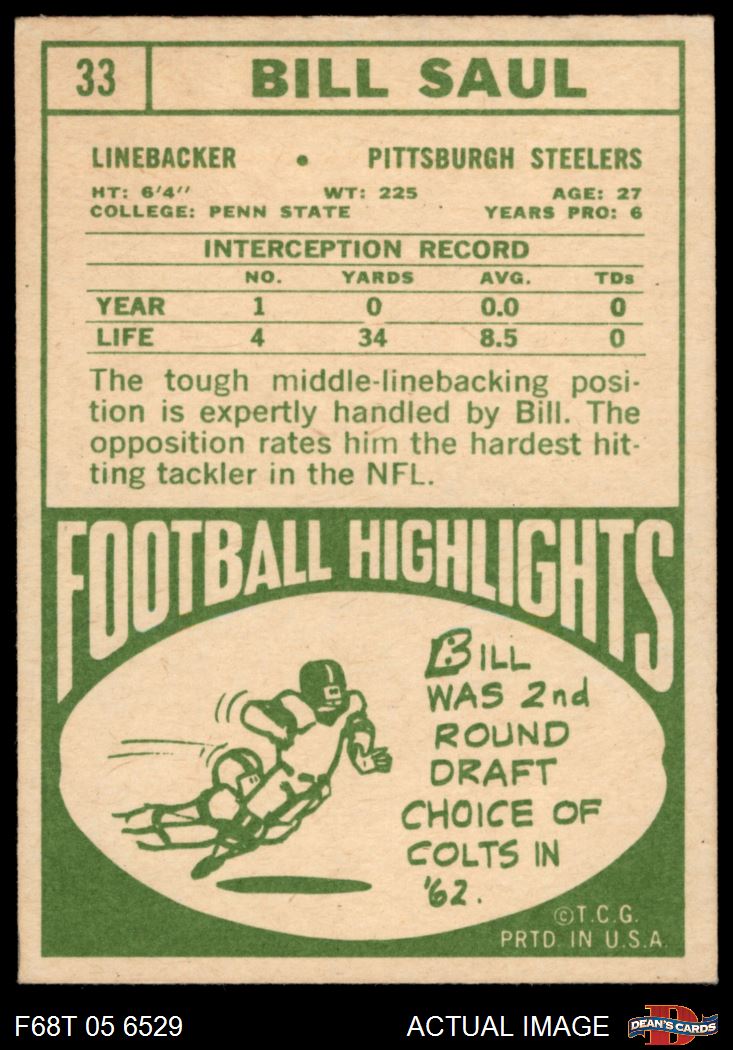 33 BILL SAUL
LINEBACKER • PITTSBURGH STEELERS
HT: 6'4'' WT: 225 AGE: 27
COLLEGE: PENN STATE YEARS PRO: 6
INTERCEPTION RECORD
NO. YARDS AVG. TDs
YEAR 1 0 0.0 0
LIFE 4 34 8.5 0
The tough middle-linebacking posi-
tion is expertly handled by Bill. The
opposition rates him the hardest hit-
ting tackler in the NFL.
FOOTBALL HIGHLIGHTS
BILL
WAS 2nd
ROUND
DRAFT
CHOICE OF
COLTS IN
'62.
©T.C.G.
PRTD. IN U.S.A.
F68T 05 6529 ACTUAL IMAGE D DEAN'S CARDS